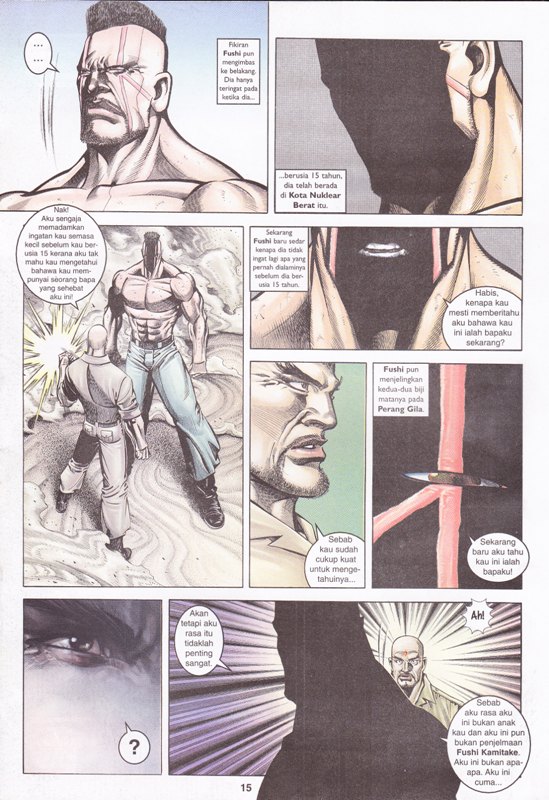 ...
...
Fikiran
Fushi pun
mengimbas
ke belakang.
Dia hanya
teringat pada
ketika dia...
...berusia 15 tahun,
dia telah berada
di Kota Nuklear
Berat itu.
Nak!
Aku sengaja
memadamkan
ingatan kau semasa
kecil sebelum kau ber-
usia 15 kerana aku tak
mahu kau mengetahui
bahawa kau mem-
punyai seorang bapa
yang sehebat
aku ini!
Sekarang
Fushi baru sedar
kenapa dia tidak
ingat lagi apa yang
pernah dialaminya
sebelum dia ber-
usia 15 tahun.
Habis,
kenapa kau
mesti memberitahu
aku bahawa kau
ini ialah bapaku
sekarang?
Sebab
kau sudah
cukup kuat
untuk menge-
tahuinya...
Fushi pun
menjelingkan
kedua-dua biji
matanya pada
Perang Gila.
Sekarang
baru aku tahu
kau ini ialah
bapaku!
?
Akan
tetapi aku
rasa itu
tidaklah
penting
sangat.
Ah!
Sebab
aku rasa aku
ini bukan anak
kau dan aku ini pun
bukan penjelmaan
Fushi Kamitake.
Aku ini bukan apa-
apa. Aku ini
cuma...
15